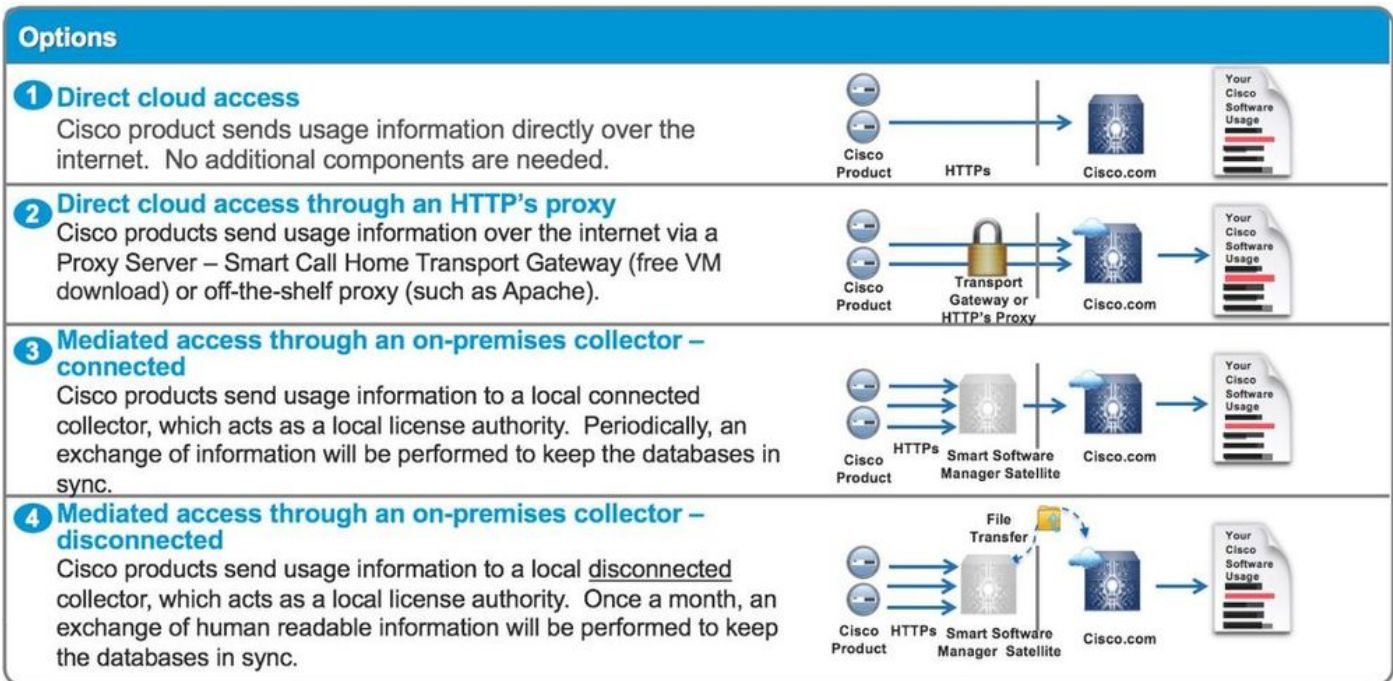 Options
1 Direct cloud access
Cisco product sends usage information directly over the
internet. No additional components are needed.
Cisco
Product
HTTPs
Cisco.com
Your
Cisco
Software
Usage
2 Direct cloud access through an HTTP's proxy
Cisco products send usage information over the internet via a
Proxy Server – Smart Call Home Transport Gateway (free VM
download) or off-the-shelf proxy (such as Apache).
Cisco
Product
Transport
Gateway or
HTTP's Proxy
Cisco.com
Your
Cisco
Software
Usage
3 Mediated access through an on-premises collector –
connected
Cisco products send usage information to a local connected
collector, which acts as a local license authority. Periodically, an
exchange of information will be performed to keep the databases in
sync.
Cisco
Product
HTTPs
Smart Software
Manager Satellite
Cisco.com
Your
Cisco
Software
Usage
4 Mediated access through an on-premises collector –
disconnected
Cisco products send usage information to a local disconnected
collector, which acts as a local license authority. Once a month, an
exchange of human readable information will be performed to keep
the databases in sync.
File
Transfer
Cisco
Product
HTTPs
Smart Software
Manager Satellite
Cisco.com
Your
Cisco
Software
Usage